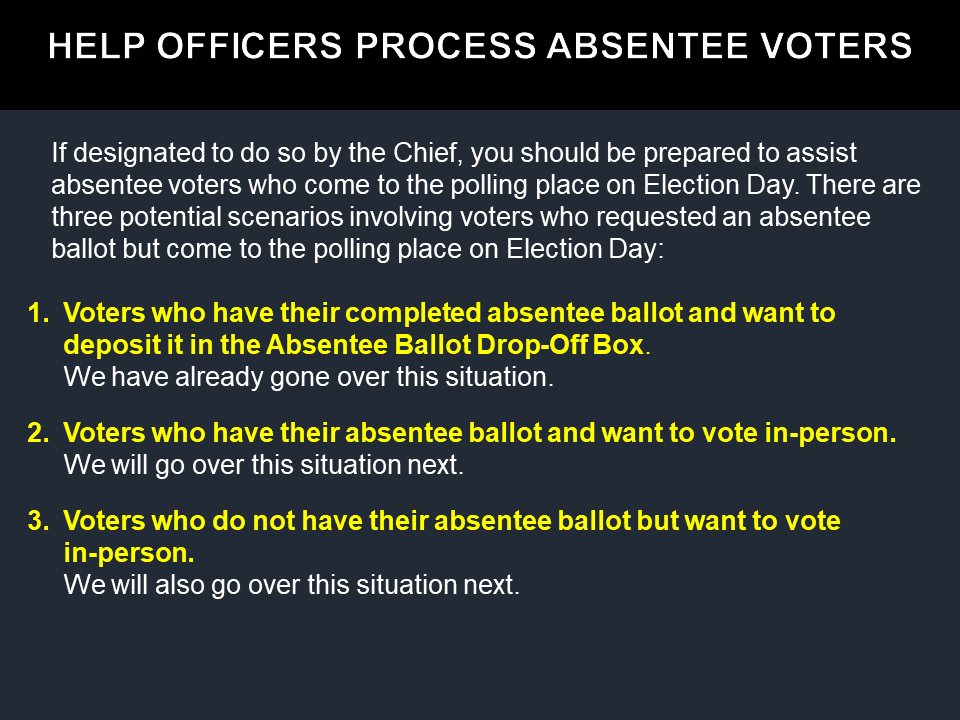 HELP OFFICERS PROCESS ABSENTEE VOTERS
If designated to do so by the Chief, you should be prepared to assist
absentee voters who come to the polling place on Election Day. There are
three potential scenarios involving voters who requested an absentee
ballot but come to the polling place on Election Day:
1. Voters who have their completed absentee ballot and want to
deposit it in the Absentee Ballot Drop-Off Box.
We have already gone over this situation.
2. Voters who have their absentee ballot and want to vote in-person.
We will go over this situation next.
3. Voters who do not have their absentee ballot but want to vote
in-person.
We will also go over this situation next.